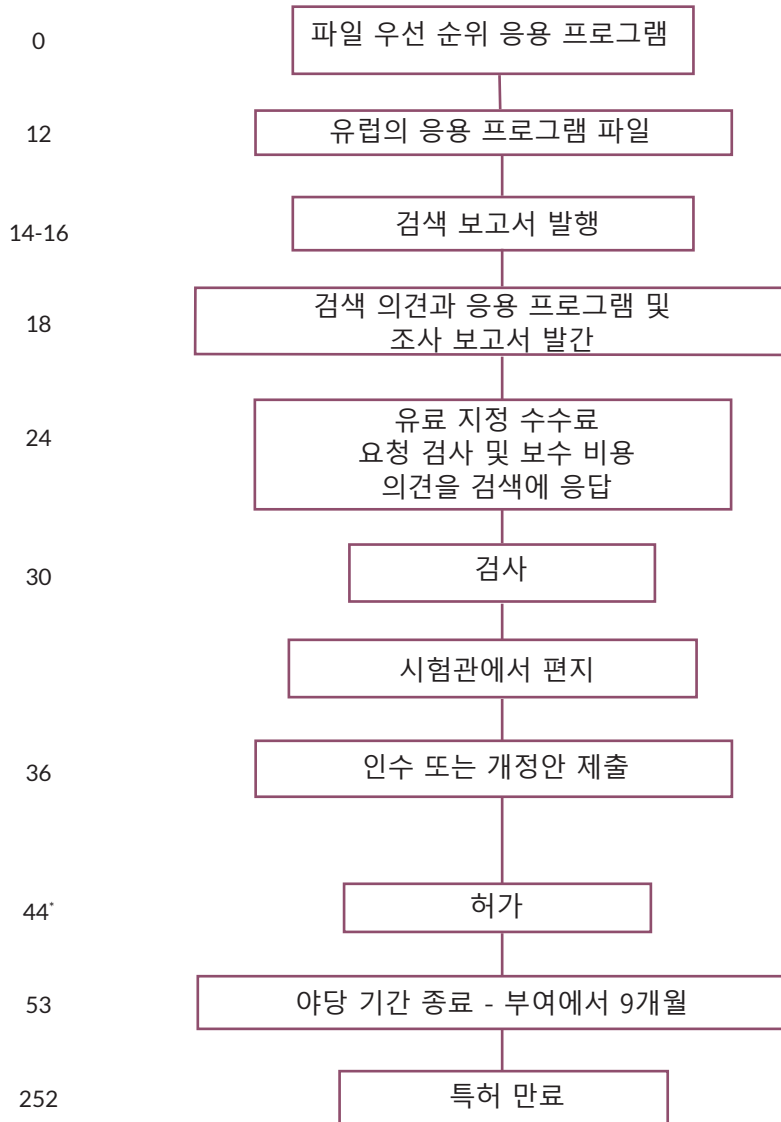 0
파일 우선 순위 응용 프로그램
12
유럽의 응용 프로그램 파일
14-16
검색 보고서 발행
18
검색 의견과 응용 프로그램 및
조사 보고서 발간
24
유료 지정 수수료
요청 검사 및 보수 비용
의견을 검색에 응답
30
검사
시험관에서 편지
36
인수 또는 개정안 제출
44*
허가
53
야당 기간 종료 - 부여에서 9개월
252
특허 만료